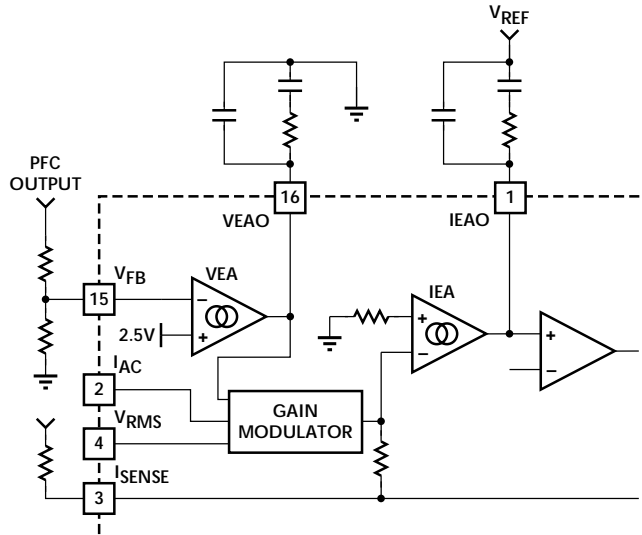 VREF
PFC
OUTPUT
16
1
VEAO
IEAO
VFB
VEA
IEA
15
−
+
2.5V
+
−
+
−
IAC
2
GAIN
MODULATOR
VRMS
4
ISENSE
3